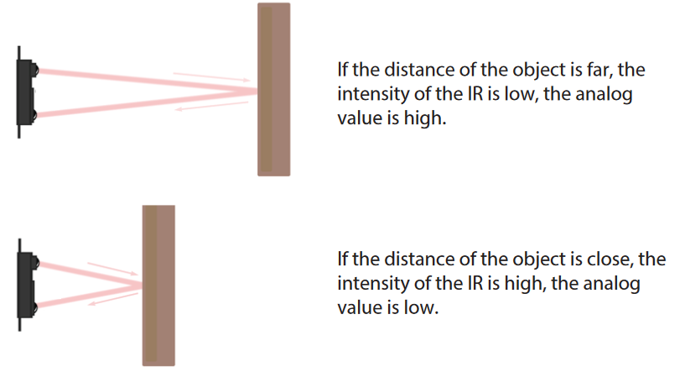 If the distance of the object is far, the
intensity of the IR is low, the analog
value is high.
If the distance of the object is close, the
intensity of the IR is high, the analog
value is low.